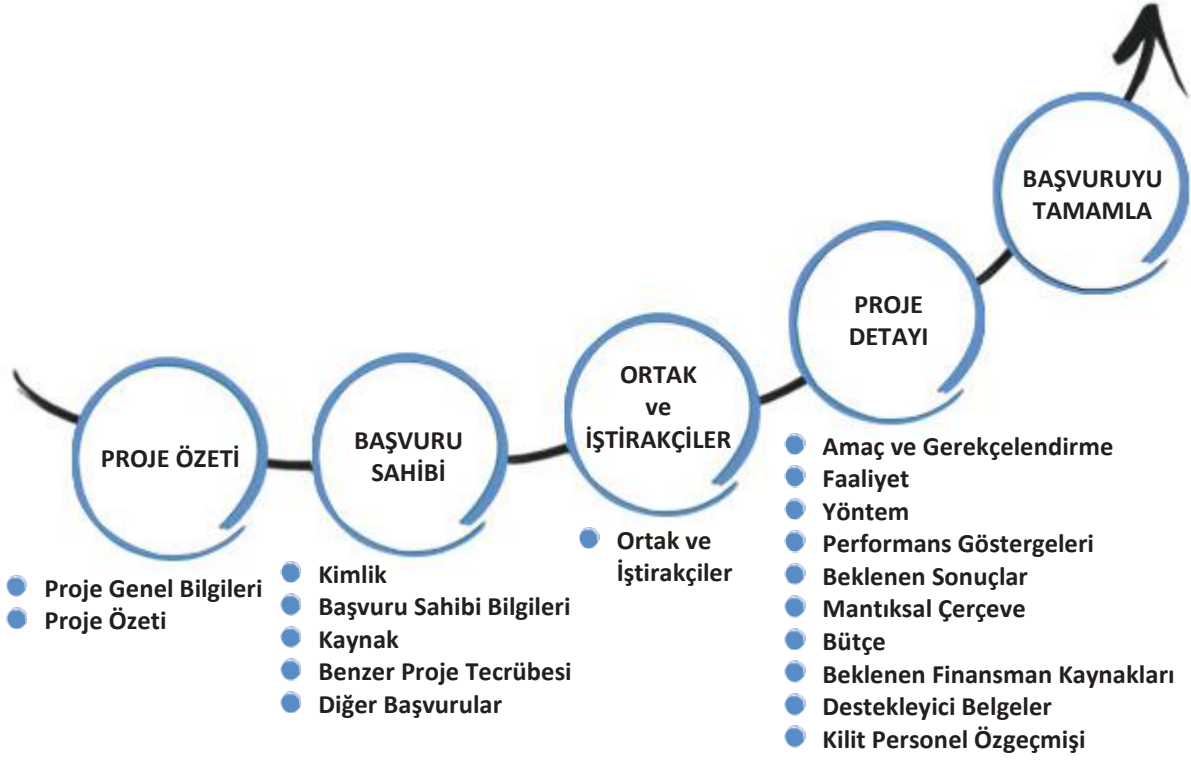 PROJE ÖZETİ
Proje Genel Bilgileri
Proje Özeti
BAŞVURU
SAHİBİ
Kimlik
Başvuru Sahibi Bilgileri
Kaynak
Benzer Proje Tecrübesi
Diğer Başvurular
ORTAK
ve
İŞTİRAKÇİLER
Ortak ve
İştirakçiler
PROJE
DETAYI
Amaç ve Gerekçelendirme
Faaliyet
Yöntem
Performans Göstergeleri
Beklenen Sonuçlar
Mantıksal Çerçeve
Bütçe
Beklenen Finansman Kaynakları
Destekleyici Belgeler
Kilit Personel Özgeçmişi
BAŞVURUYU
TAMAMLA